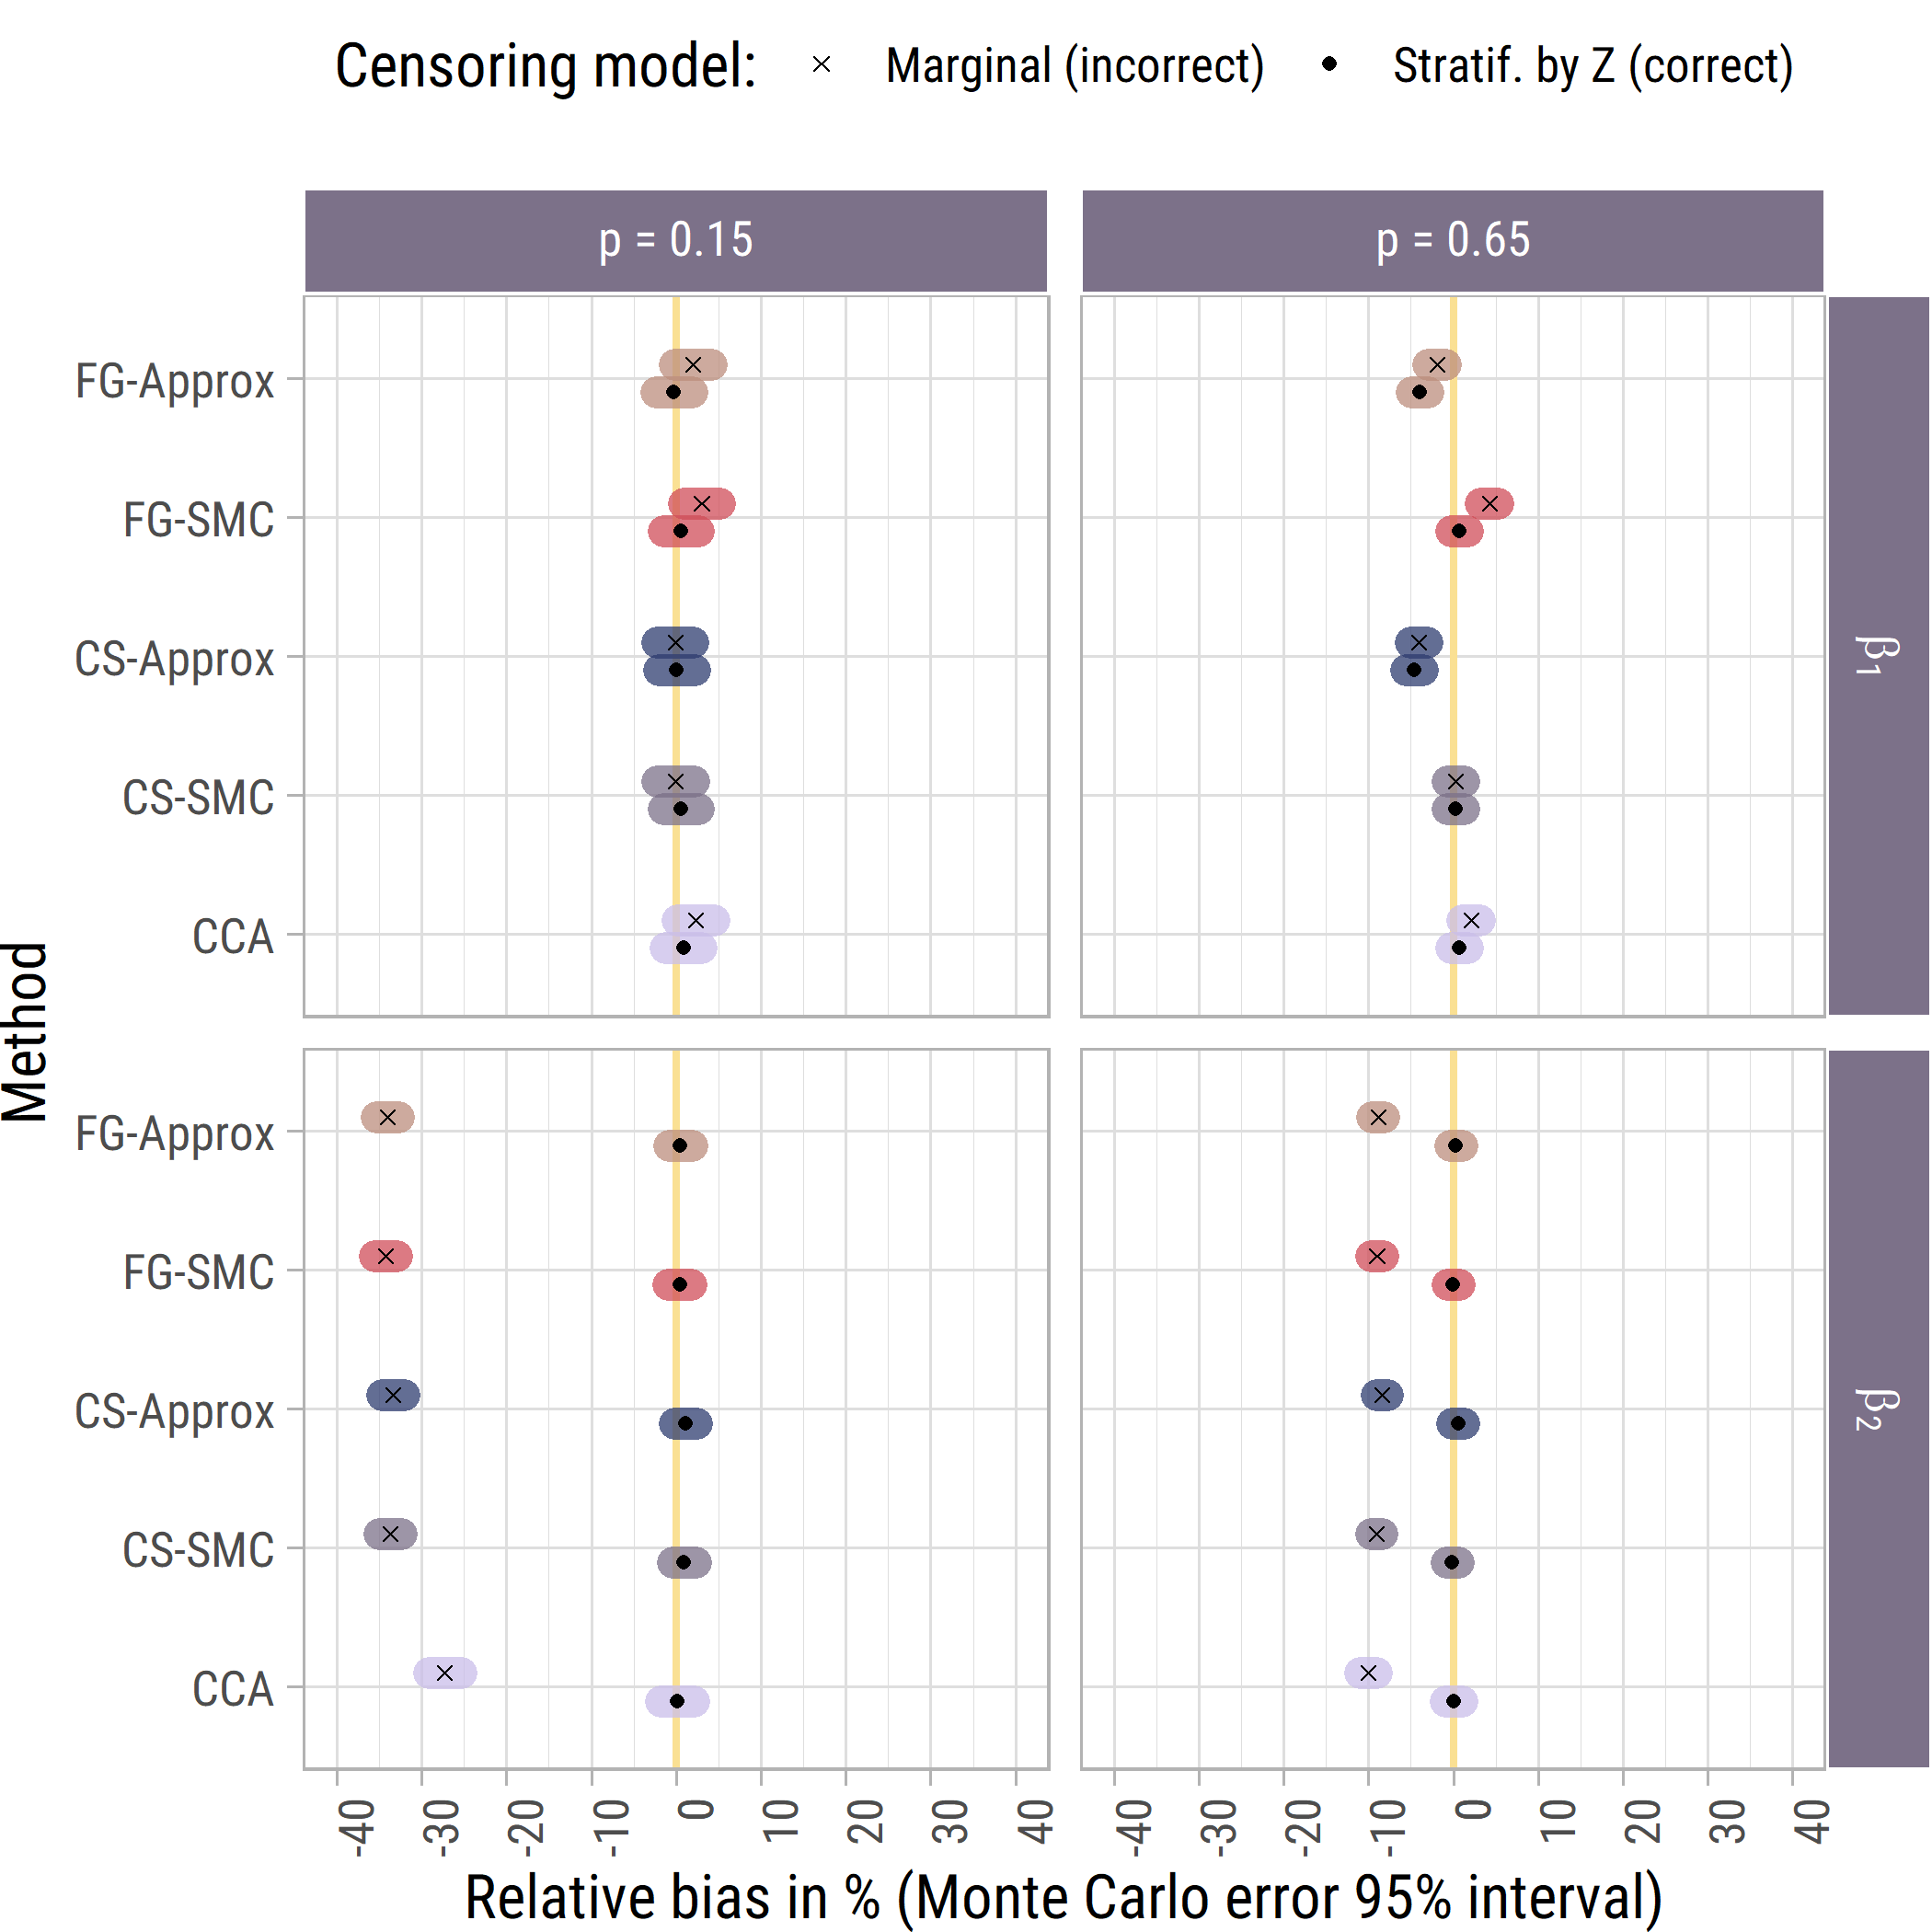 Censoring model: × Marginal (incorrect) ● Stratif. by Z (correct)
p = 0.15
p = 0.65
Method
FG-Approx
FG-SMC
CS-Approx
CS-SMC
CCA
β1
FG-Approx
FG-SMC
CS-Approx
CS-SMC
CCA
β2
-40 -30 -20 -10 0 10 20 30 40
-40 -30 -20 -10 0 10 20 30 40
Relative bias in % (Monte Carlo error 95% interval)